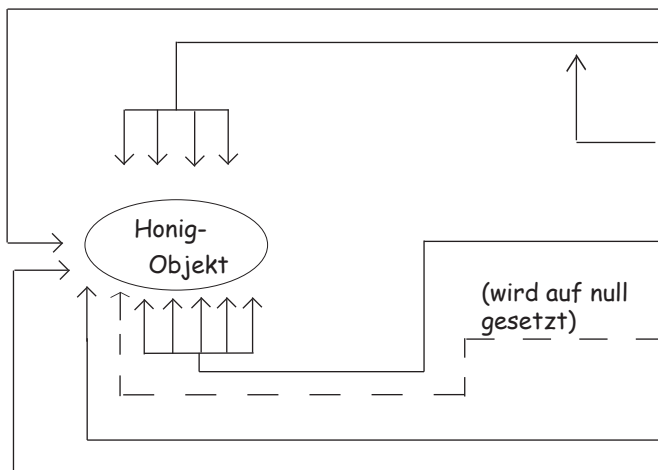 Honig-
Objekt
(wird auf null
gesetzt)